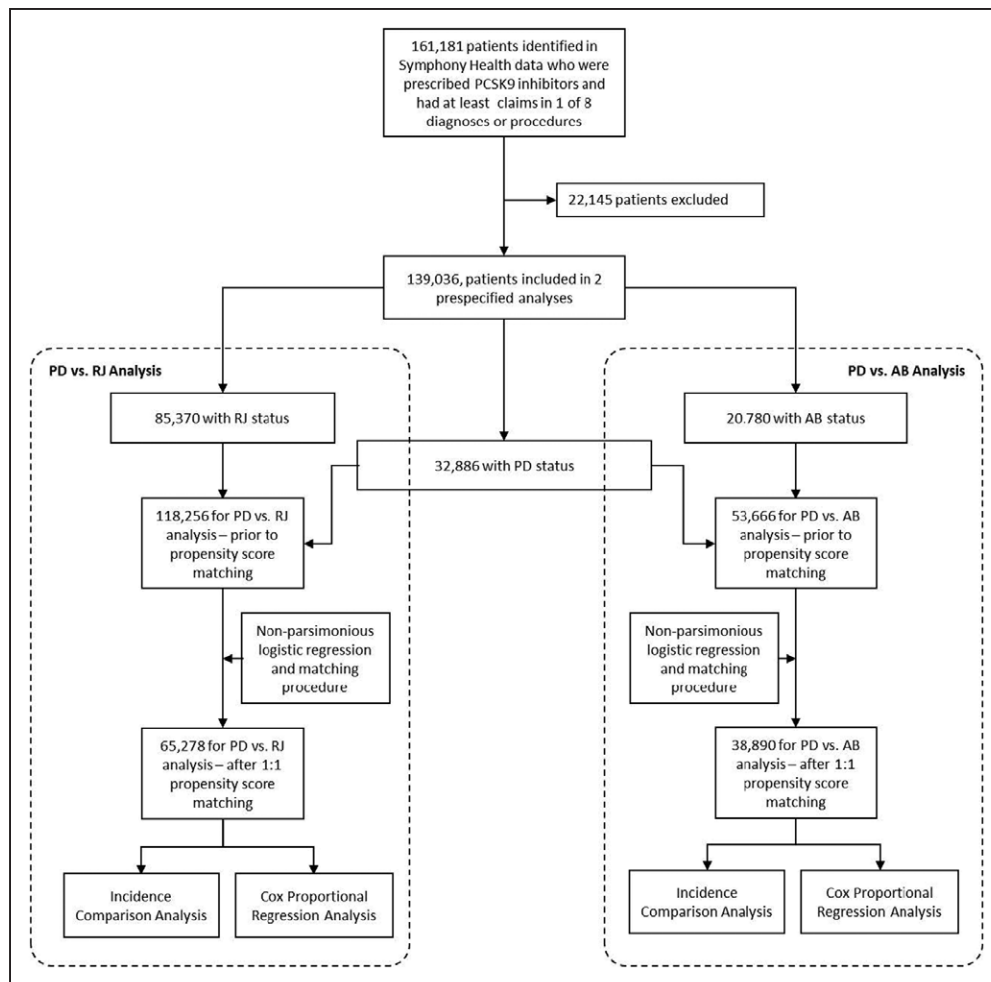 161,181 patients identified in
Symphony Health data who were
prescribed PCSK9 inhibitors and
had at least claims in 1 of 8
diagnoses or procedures
22,145 patients excluded
139,036, patients included in 2
prespecified analyses
PD vs. RJ Analysis
PD vs. AB Analysis
85,370 with RJ status
20.780 with AB status
32,886 with PD status
118,256 for PD vs. RJ
analysis – prior to
propensity score
matching
53,666 for PD vs. AB
analysis – prior to
propensity score
matching
Non-parsimonious
logistic regression
and matching
procedure
Non-parsimonious
logistic regression
and matching
procedure
65,278 for PD vs. RJ
analysis – after 1:1
propensity score
matching
38,890 for PD vs. AB
analysis – after 1:1
propensity score
matching
Incidence
Comparison Analysis
Cox Proportional
Regression Analysis
Incidence
Comparison Analysis
Cox Proportional
Regression Analysis